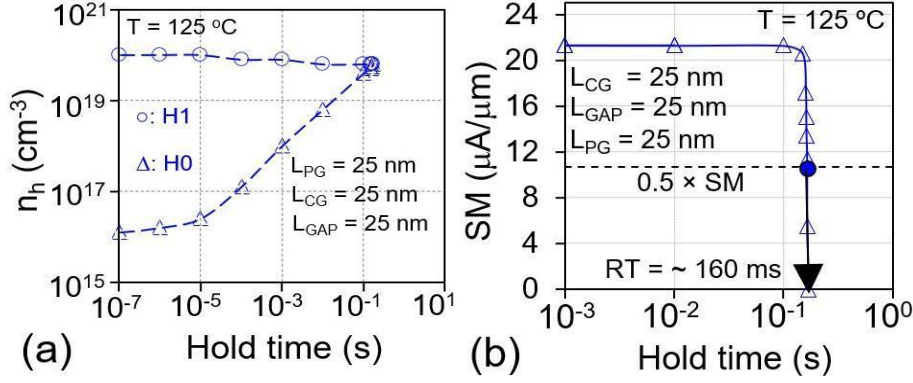 10²¹
T = 125 ºC
10¹⁹
○: H1
Δ: H0
10¹⁷
L_PG = 25 nm
L_CG = 25 nm
L_GAP = 25 nm
10¹⁵
n_h (cm⁻³)
10⁻⁷ 10⁻⁵ 10⁻³ 10⁻¹ 10¹
Hold time (s)
(a)
24
T = 125 ºC
20
L_CG = 25 nm
L_GAP = 25 nm
16
L_PG = 25 nm
12
0.5 × SM
8
4
RT = ~ 160 ms
0
SM (μA/μm)
10⁻³ 10⁻² 10⁻¹ 10⁰
Hold time (s)
(b)